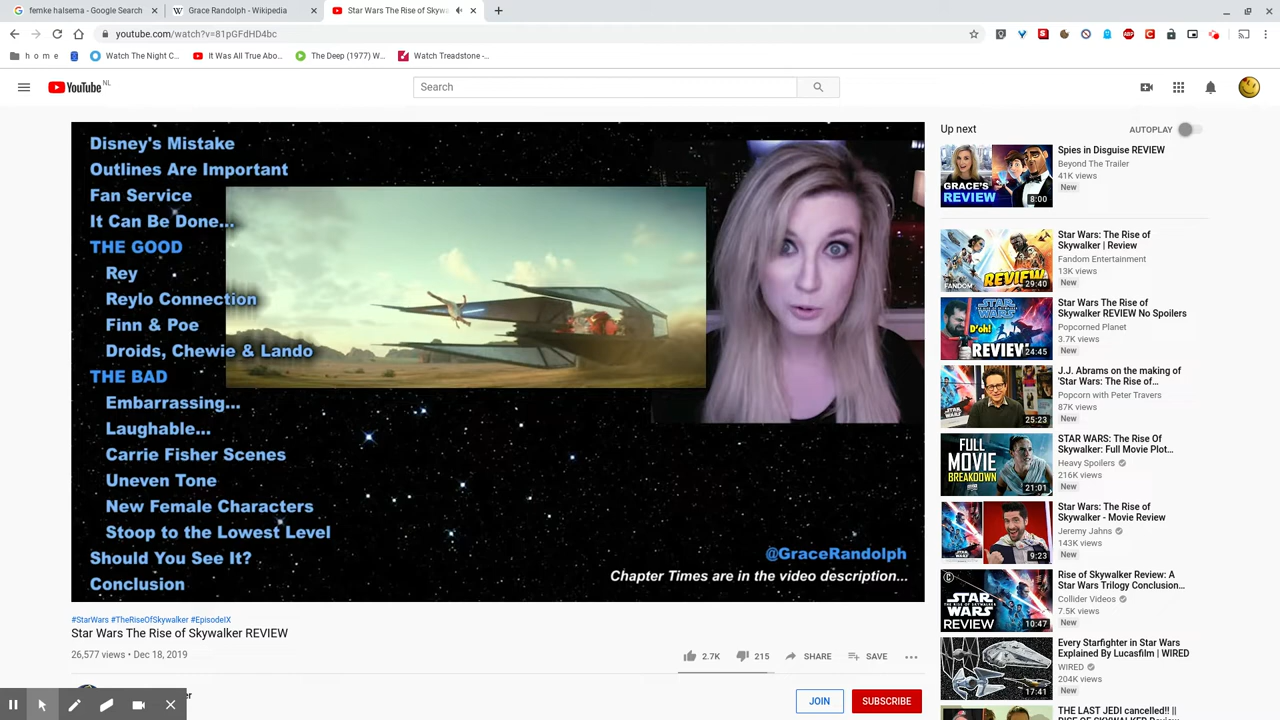 femke halsema - Google Search
Grace Randolph - Wikipedia
Star Wars The Rise of Skywa
youtube.com/watch?v=81pGFdHD4bc
h o m e
Watch The Night C...
It Was All True Abo...
The Deep (1977) W...
Watch Treadstone -...
YouTube NL
Search
Disney's Mistake
Outlines Are Important
Fan Service
It Can Be Done...
THE GOOD
Rey
Reylo Connection
Finn & Poe
Droids, Chewie & Lando
THE BAD
Embarrassing...
Laughable...
Carrie Fisher Scenes
Uneven Tone
New Female Characters
Stoop to the Lowest Level
Should You See It?
Conclusion
@GraceRandolph
Chapter Times are in the video description...
#StarWars #TheRiseOfSkywalker #EpisodeIX
Star Wars The Rise of Skywalker REVIEW
26,577 views • Dec 18, 2019
2.7K
215
SHARE
SAVE
JOIN
SUBSCRIBE
Up next
AUTOPLAY
GRACE'S
REVIEW
8:00
Spies in Disguise REVIEW
Beyond The Trailer
41K views
New
FANDOM
REVIEW
29:40
Star Wars: The Rise of
Skywalker | Review
Fandom Entertainment
13K views
New
STAR WARS
D'oh!
REVIEW
24:45
Star Wars The Rise of
Skywalker REVIEW No Spoilers
Popcorned Planet
3.7K views
New
25:23
J.J. Abrams on the making of
'Star Wars: The Rise of...
Popcorn with Peter Travers
87K views
New
FULL
MOVIE
BREAKDOWN
21:01
STAR WARS: The Rise Of
Skywalker: Full Movie Plot...
Heavy Spoilers
216K views
New
9:23
Star Wars: The Rise of
Skywalker - Movie Review
Jeremy Jahns
143K views
New
STAR
WARS
REVIEW
10:47
Rise of Skywalker Review: A
Star Wars Trilogy Conclusion...
Collider Videos
7.5K views
New
17:41
Every Starfighter in Star Wars
Explained By Lucasfilm | WIRED
WIRED
204K views
New
THE LAST JEDI cancelled!! ||